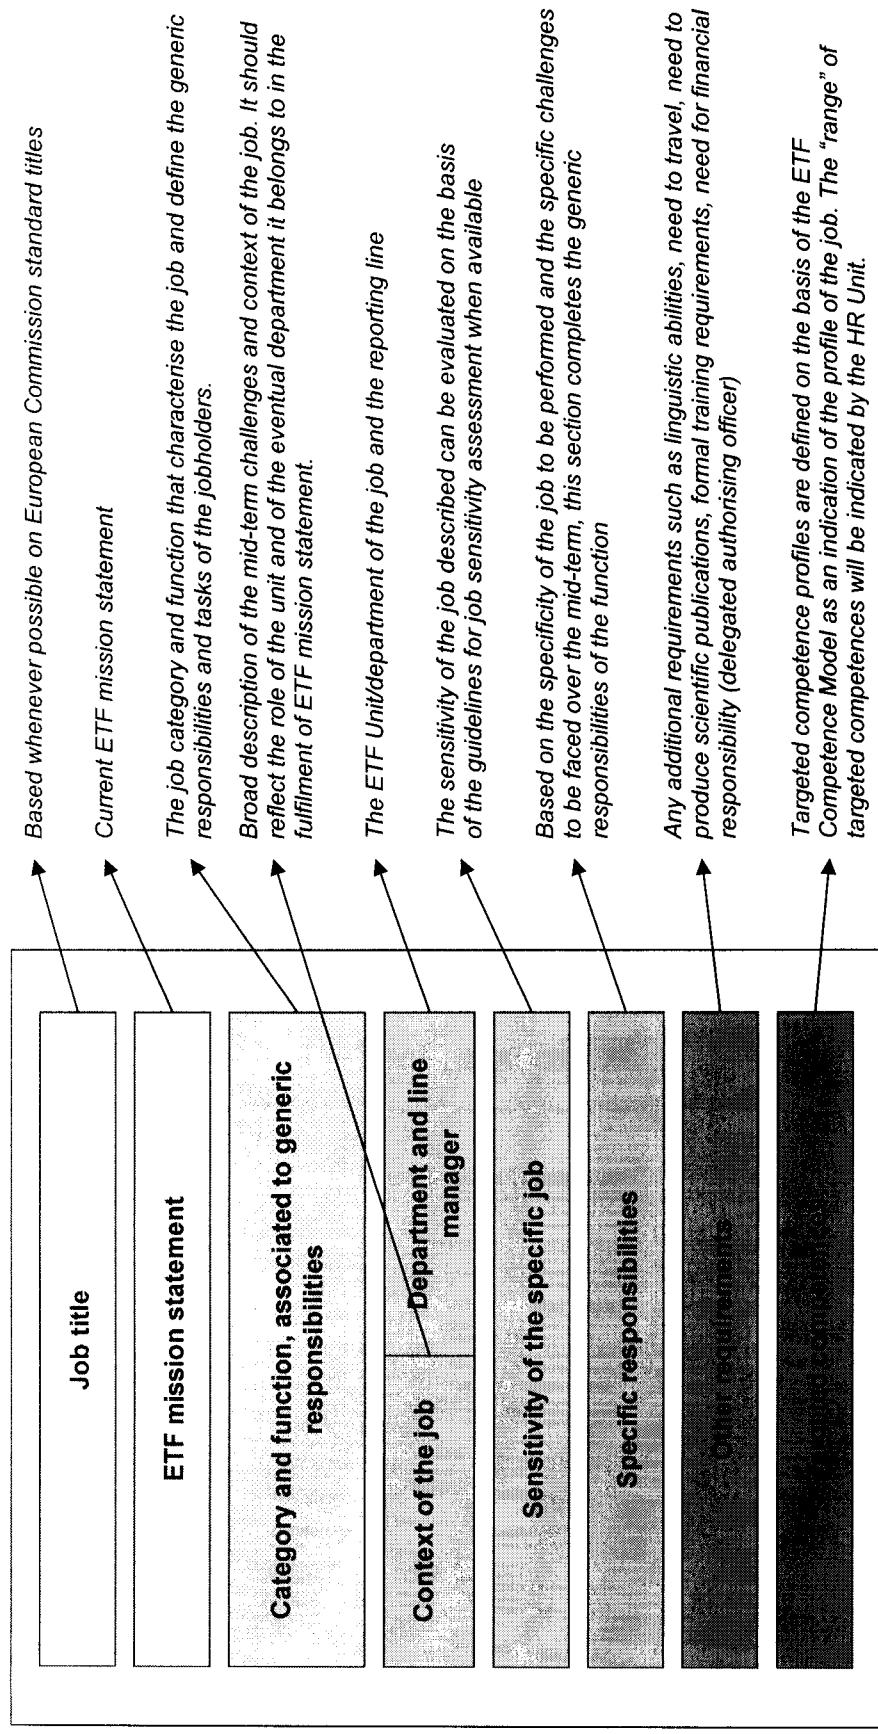 Job title
ETF mission statement
Category and function, associated to generic
responsibilities
Context of the job
Department and line
manager
Sensitivity of the specific job
Specific responsibilities
Other requirements
Based whenever possible on European Commission standard titles
Current ETF mission statement
The job category and function that characterise the job and define the generic
responsibilities and tasks of the jobholders.
Broad description of the mid-term challenges and context of the job. It should
reflect the role of the unit and of the eventual department it belongs to in the
fulfilment of ETF mission statement.
The ETF Unit/department of the job and the reporting line
The sensitivity of the job described can be evaluated on the basis
of the guidelines for job sensitivity assessment when available
Based on the specificity of the job to be performed and the specific challenges
to be faced over the mid-term, this section completes the generic
responsibilities of the function
Any additional requirements such as linguistic abilities, need to travel, need to
produce scientific publications, formal training requirements, need for financial
responsibility (delegated authorising officer)
Targeted competence profiles are defined on the basis of the ETF
Competence Model as an indication of the profile of the job. The “range” of
targeted competences will be indicated by the HR Unit.